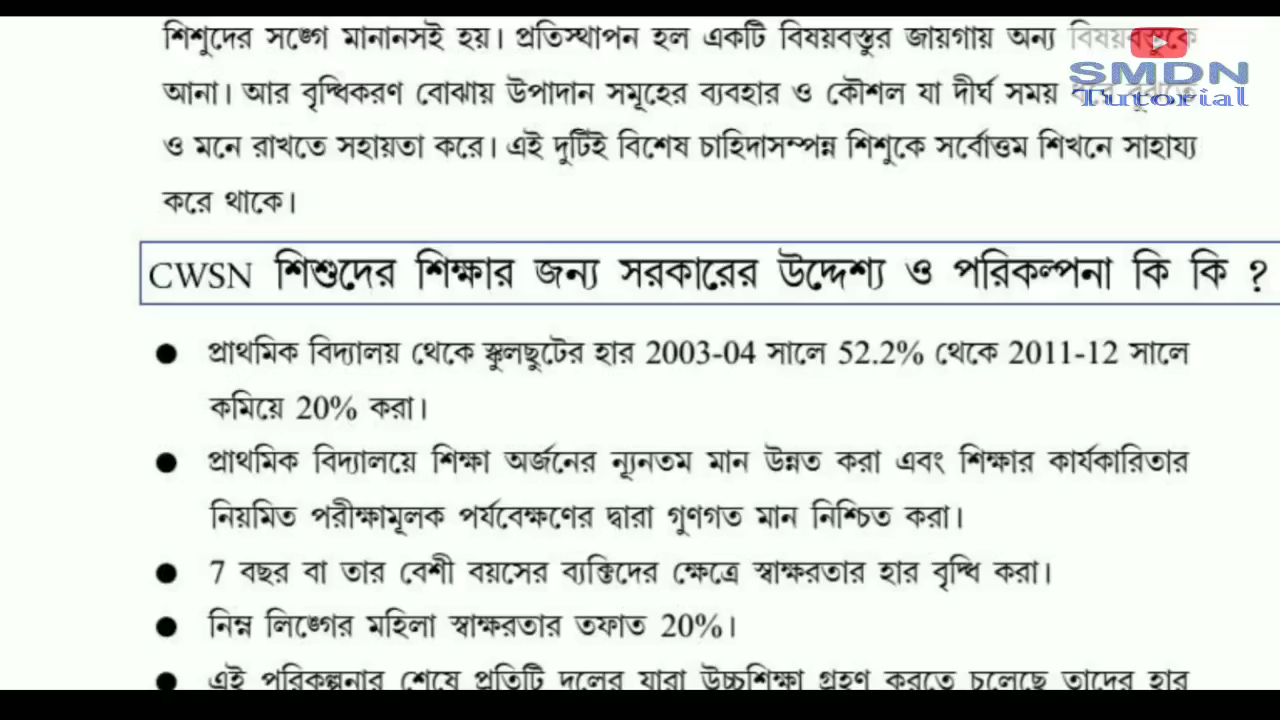 শিশুদের সঙ্গে মানানসই হয়। প্রতিস্থাপন হল একটি বিষয়বস্তুর জায়গায় অন্য বিষয়বস্তুকে
আনা। আর বৃদ্ধিকরণ বোঝায় উপাদান সমূহের ব্যবহার ও কৌশল যা দীর্ঘ সময়
SMDN
Tutorial
ও মনে রাখতে সহায়তা করে। এই দুটিই বিশেষ চাহিদাসম্পন্ন শিশুকে সর্বোত্তম শিখনে সাহায্য
করে থাকে।
CWSN শিশুদের শিক্ষার জন্য সরকারের উদ্দেশ্য ও পরিকল্পনা কি কি ?
● প্রাথমিক বিদ্যালয় থেকে স্কুলছুটের হার 2003-04 সালে 52.2% থেকে 2011-12 সালে
কমিয়ে 20% করা।
● প্রাথমিক বিদ্যালয়ে শিক্ষা অর্জনের ন্যূনতম মান উন্নত করা এবং শিক্ষার কার্যকারিতার
নিয়মিত পরীক্ষামূলক পর্যবেক্ষণের দ্বারা গুণগত মান নিশ্চিত করা।
● 7 বছর বা তার বেশী বয়সের ব্যক্তিদের ক্ষেত্রে স্বাক্ষরতার হার বৃদ্ধি করা।
● নিম্ন লিঙ্গের মহিলা স্বাক্ষরতার তফাত 20%।
● এই পরিকল্পনার শেষে প্রতিটি দলের যারা উচ্চশিক্ষা গ্রহণ করতে চলেছে তাদের হার